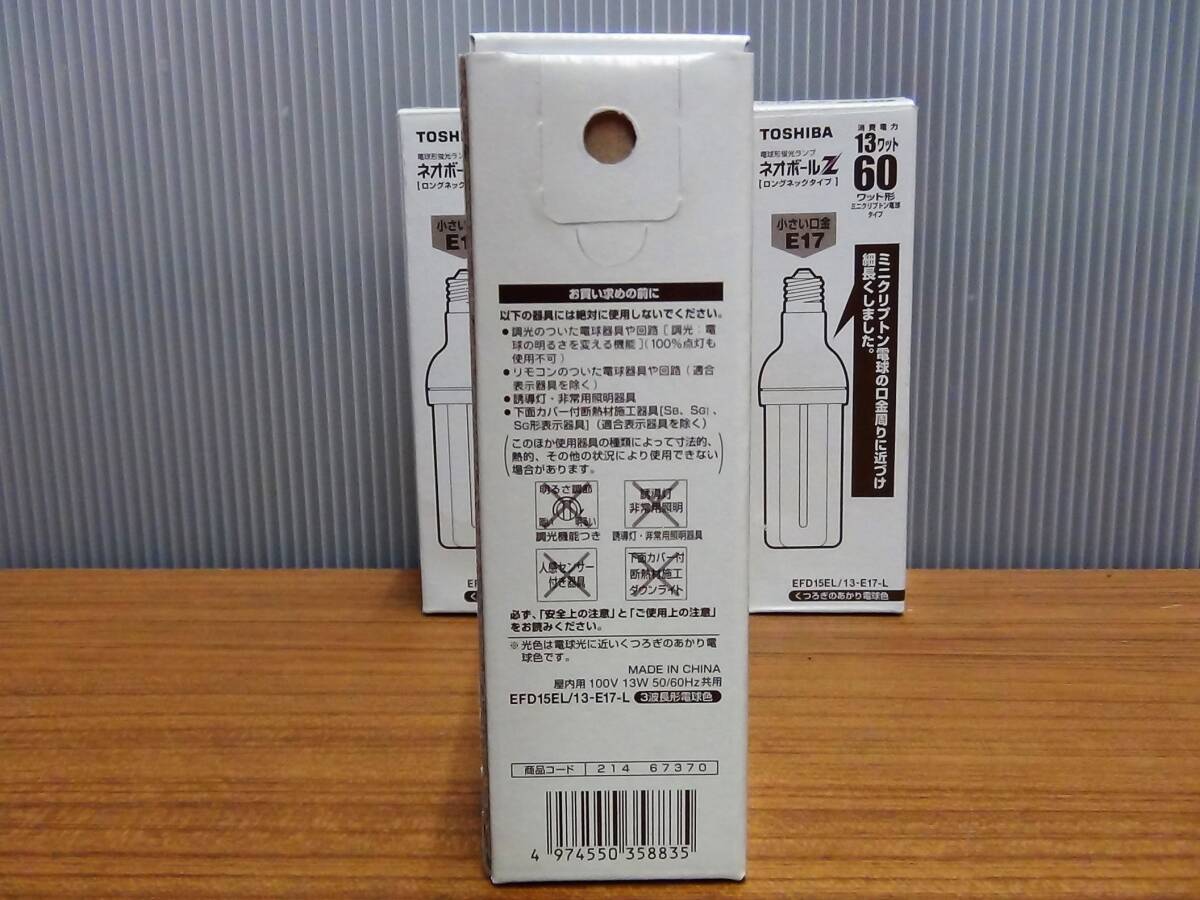 TOSHI
電球形蛍光ラン
ネオボー
[ロングネック
小さい
E1
EF
く
お買い求めの前に
以下の器具には絶対に使用しないでください。
●調光のついた電球器具や回路[調光：電
球の明るさを変える機能](100%点灯も
使用不可)
●リモコンのついた電球器具や回路(適合
表示器具を除く)
●誘導灯・非常用照明器具
●下面カバー付断熱材施工器具[SB、SGI、
SG形表示器具](適合表示器具を除く)
(このほか使用器具の種類によって寸法的、
熱的、その他の状況により使用できない
場合があります。)
明るさ調節
暗い 明るい
調光機能つき
誘導灯
非常用照明
誘導灯・非常用照明器具
人感センサー
付き器具
下面カバー付
断熱材施工
ダウンライト
必ず、「安全上の注意」と「ご使用上の注意」
をお読みください。
※光色は電球光に近いくつろぎのあかり電
球色です。
MADE IN CHINA
屋内用 100V 13W 50/60Hz共用
EFD15EL/13-E17-L 3波長形電球色
商品コード 214 67370
4 974550 358835
TOSHIBA
電球形蛍光ランプ
ネオボールZ
[ロングネックタイプ]
消費電力
13ワット
60
ワット形
ミニクリプトン電球
タイプ
小さい口金
E17
ミニクリプトン電球の口金周りに近づけ
細長くしました。
EFD15EL/13-E17-L
くつろぎのあかり電球色